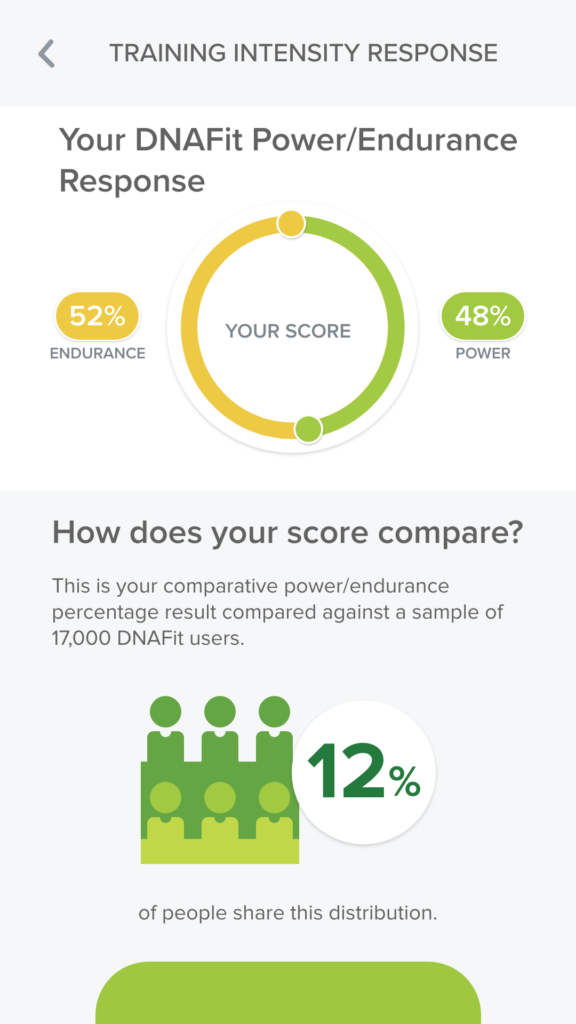 TRAINING INTENSITY RESPONSE
Your DNAFit Power/Endurance
Response
52%
ENDURANCE
YOUR SCORE
48%
POWER
How does your score compare?
This is your comparative power/endurance
percentage result compared against a sample of
17,000 DNAFit users.
12%
of people share this distribution.